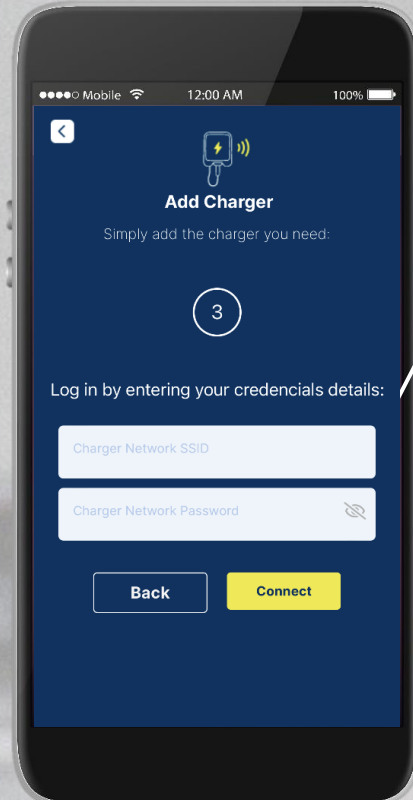 Mobile 12:00 AM 100%
Add Charger
Simply add the charger you need:
3
Log in by entering your credencials details:
Charger Network SSID
Charger Network Password
Back Connect